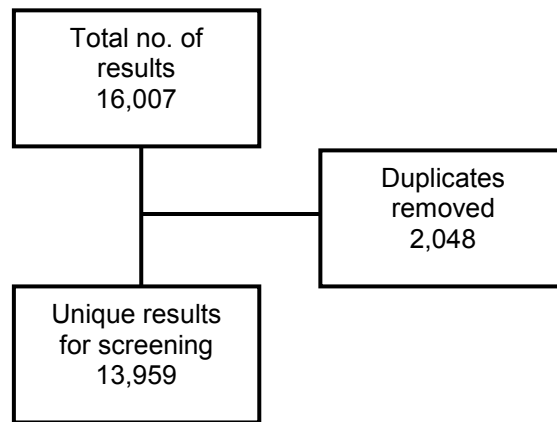 Total no. of
results
16,007
Duplicates
removed
2,048
Unique results
for screening
13,959